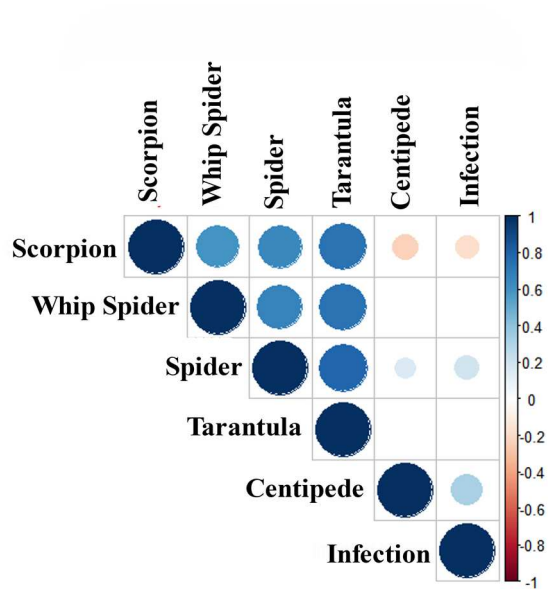 Scorpion
Whip Spider
Spider
Tarantula
Centipede
Infection
Scorpion
Whip Spider
Spider
Tarantula
Centipede
Infection
1
0.8
0.6
0.4
0.2
0
-0.2
-0.4
-0.6
-0.8
-1